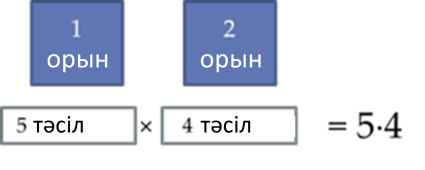 1 2
орын орын
5 тәсіл × 4 тәсіл = 5·4